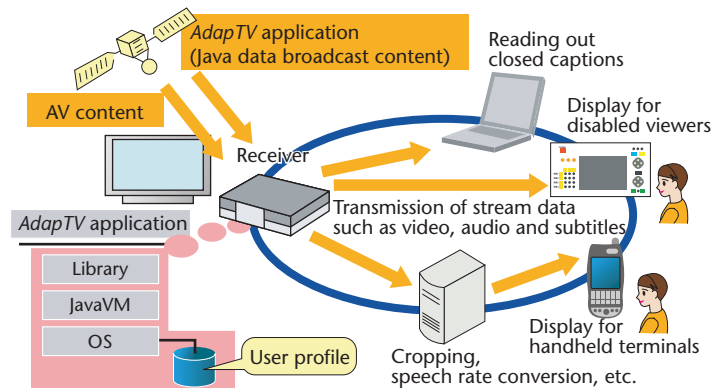 AdapTV application
(Java data broadcast content)
AV content
Reading out
closed captions
Display for
disabled viewers
Receiver
Transmission of stream data
such as video, audio and subtitles
AdapTV application
Library
JavaVM
OS
User profile
Cropping,
speech rate conversion, etc.
Display for
handheld terminals